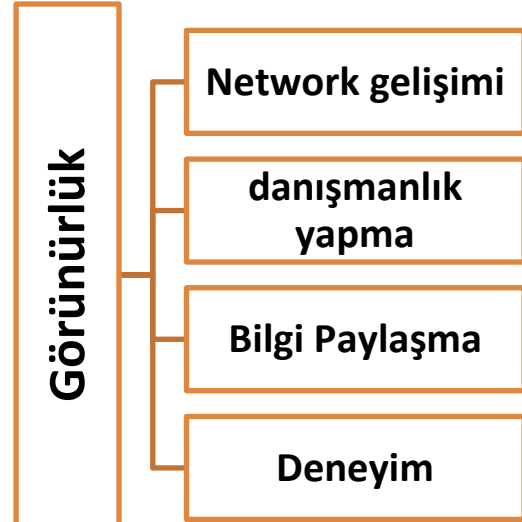 Görünürlük
Network gelişimi
danışmanlık
yapma
Bilgi Paylaşma
Deneyim